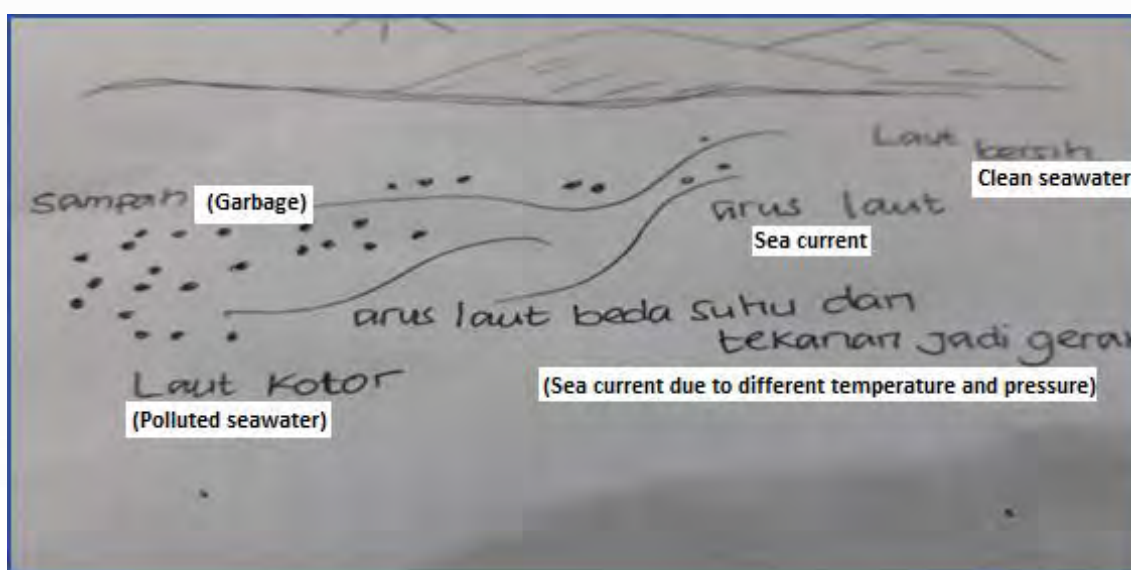 Laut bersih
Clean seawater
sampah (Garbage)
arus laut
Sea current
arus laut beda suhu dan
tekanan jadi gerak
Laut kotor
(Sea current due to different temperature and pressure)
(Polluted seawater)